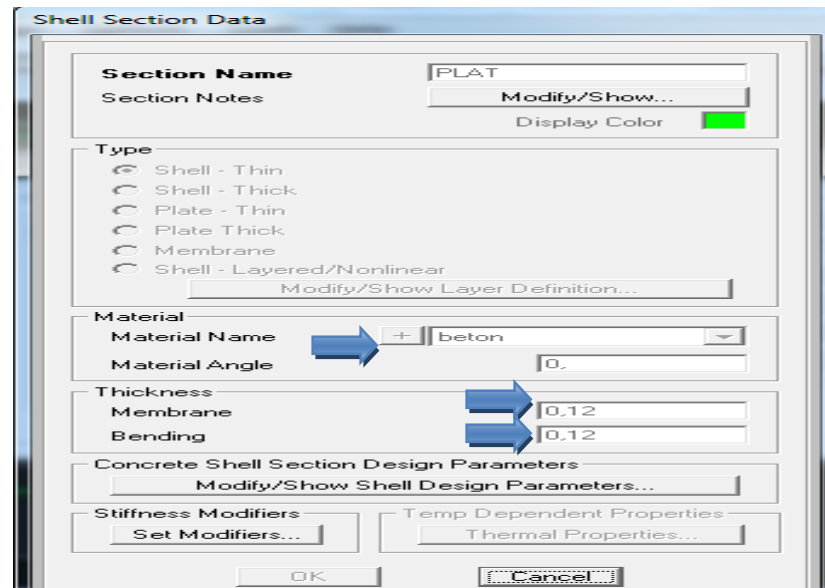 Shell Section Data
Section Name PLAT
Section Notes Modify/Show...
Display Color
Type
Shell - Thin
Shell - Thick
Plate - Thin
Plate Thick
Membrane
Shell - Layered/Nonlinear
Modify/Show Layer Definition...
Material
Material Name + beton
Material Angle 0,
Thickness
Membrane 0,12
Bending 0,12
Concrete Shell Section Design Parameters
Modify/Show Shell Design Parameters...
Stiffness Modifiers Temp Dependent Properties
Set Modifiers... Thermal Properties...
OK Cancel